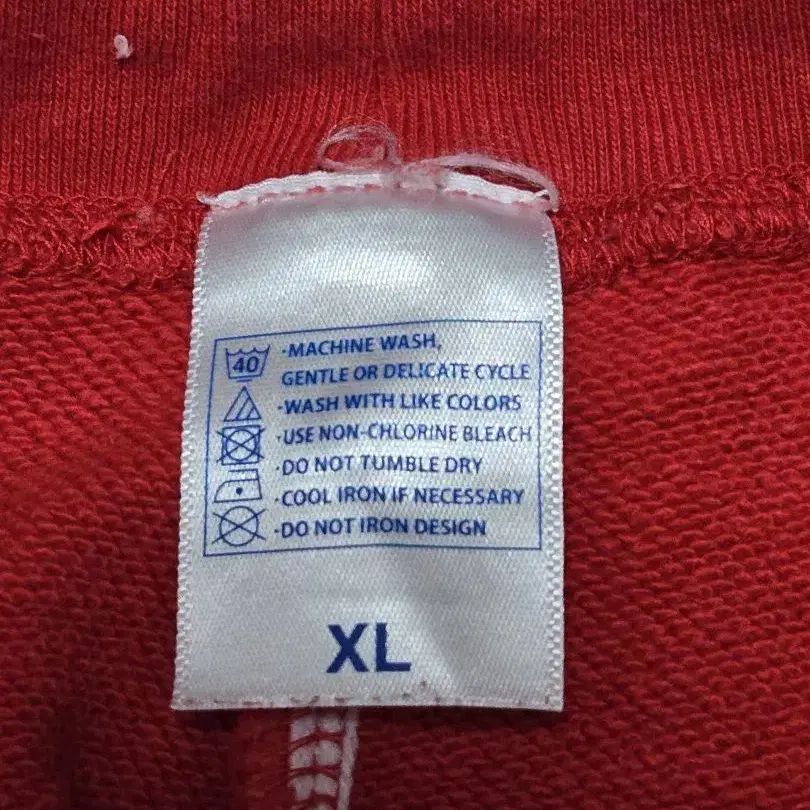 40
·MACHINE WASH,
GENTLE OR DELICATE CYCLE
·WASH WITH LIKE COLORS
·USE NON-CHLORINE BLEACH
·DO NOT TUMBLE DRY
·COOL IRON IF NECESSARY
·DO NOT IRON DESIGN
XL